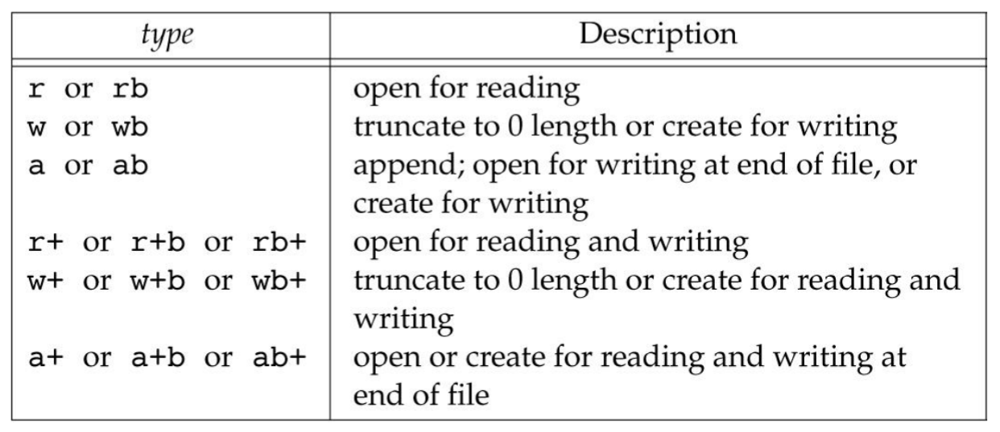 type Description
r or rb open for reading
w or wb truncate to 0 length or create for writing
a or ab append; open for writing at end of file, or
create for writing
r+ or r+b or rb+ open for reading and writing
w+ or w+b or wb+ truncate to 0 length or create for reading and
writing
a+ or a+b or ab+ open or create for reading and writing at
end of file